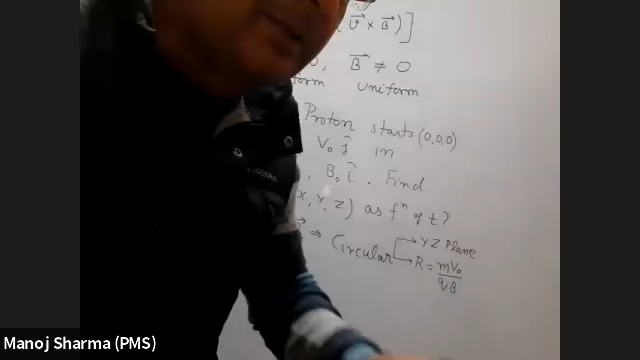 (v⃗ × B⃗)]
0, B⃗ ≠ 0
form uniform
Proton starts (0,0,0)
V₀ ĵ in
, B₀ î . Find
x, Y, Z) as fⁿ of t?
⇒ Circular → YZ Plane
→ R = mV₀/qB
Manoj Sharma (PMS)